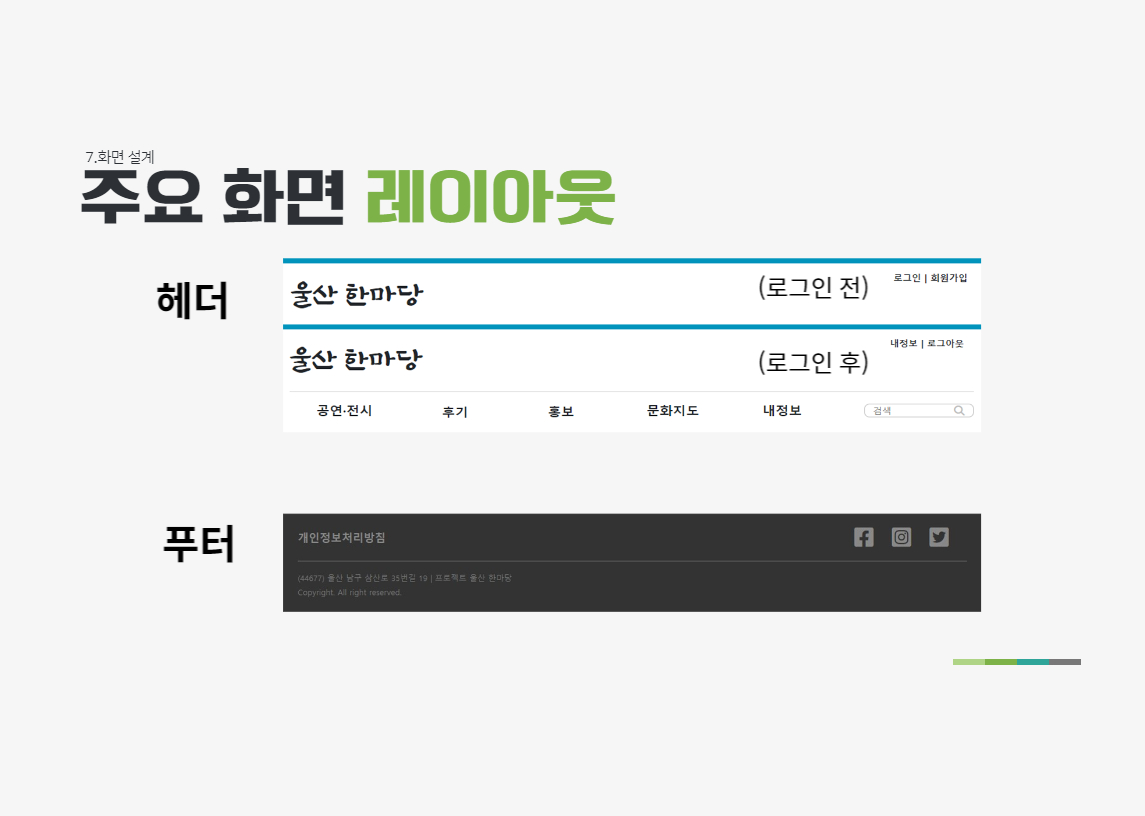 7.화면 설계
주요 화면 레이아웃
헤더
울산 한마당 (로그인 전) 로그인 | 회원가입
울산 한마당 (로그인 후) 내정보 | 로그아웃
공연·전시 후기 홍보 문화지도 내정보 검색
푸터
개인정보처리방침
(44677) 울산 남구 삼산로 35번길 19 | 프로젝트 울산 한마당
Copyright. All right reserved.